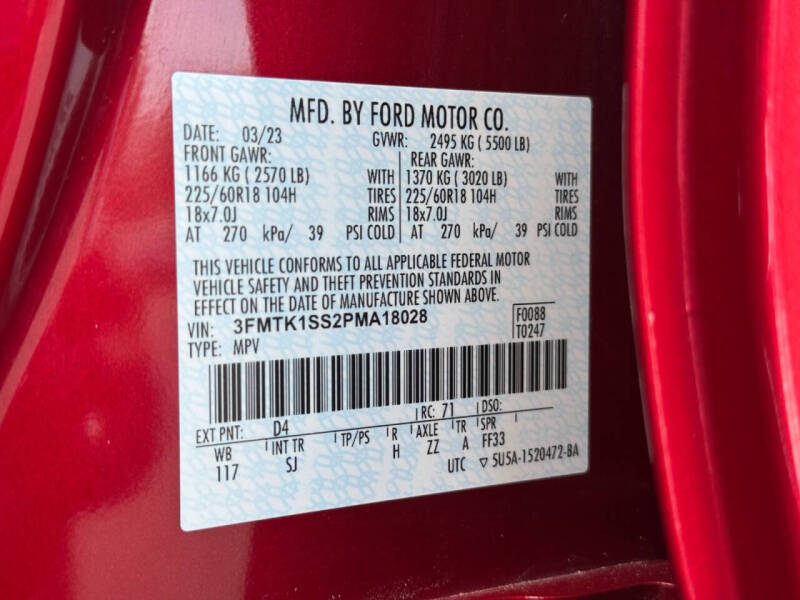 MFD. BY FORD MOTOR CO.
DATE: 03/23 GVWR: 2495 KG ( 5500 LB)
FRONT GAWR: REAR GAWR:
1166 KG ( 2570 LB) WITH 1370 KG ( 3020 LB) WITH
225/60R18 104H TIRES 225/60R18 104H TIRES
18x7.0J RIMS 18x7.0J RIMS
AT 270 kPa/ 39 PSI COLD AT 270 kPa/ 39 PSI COLD
THIS VEHICLE CONFORMS TO ALL APPLICABLE FEDERAL MOTOR
VEHICLE SAFETY AND THEFT PREVENTION STANDARDS IN
EFFECT ON THE DATE OF MANUFACTURE SHOWN ABOVE.
VIN: 3FMTK1SS2PMA18028 F0088
TYPE: MPV T0247
EXT PNT: D4 RC: 71 DSO:
WB INT TR TP/PS R AXLE TR SPR
117 SJ H ZZ A FF33
UTC ▽ 5U5A-1520472-BA